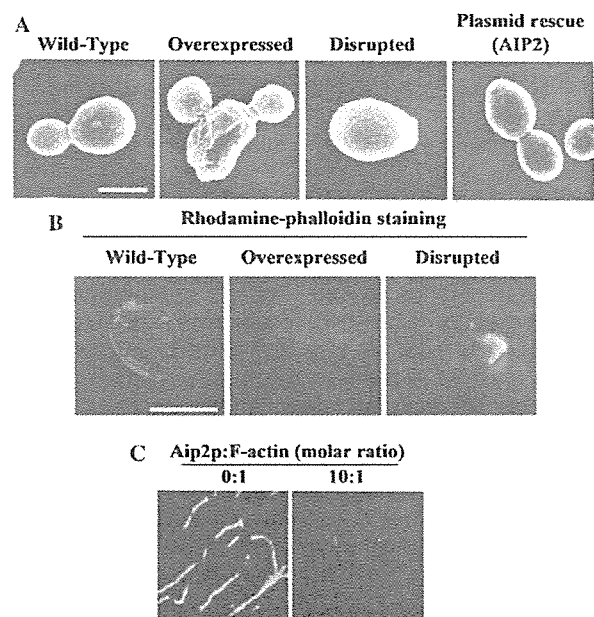 A
Wild-Type Overexpressed Disrupted Plasmid rescue (AIP2)
B
Rhodamine-phalloidin staining
Wild-Type Overexpressed Disrupted
C
Aip2p:F-actin (molar ratio)
0:1 10:1